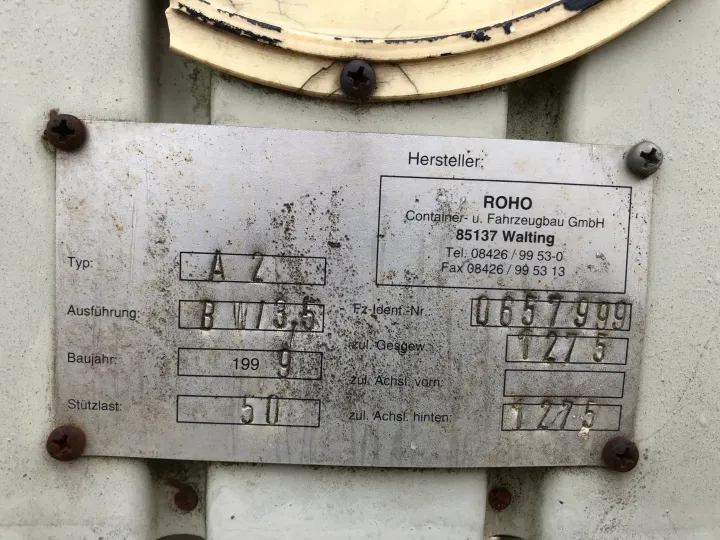 Hersteller:
ROHO
Container- u. Fahrzeugbau GmbH
85137 Walting
Tel. 08426 / 99 53-0
Fax 08426 / 99 53 13
Typ: A 2
Ausführung: B W/3,5
Baujahr: 199 9
Stützlast: 50
Fz-Ident.-Nr. 0657999
zul. Gesgew.: 1275
zul. Achsl. vorn:
zul. Achsl. hinten: 1275